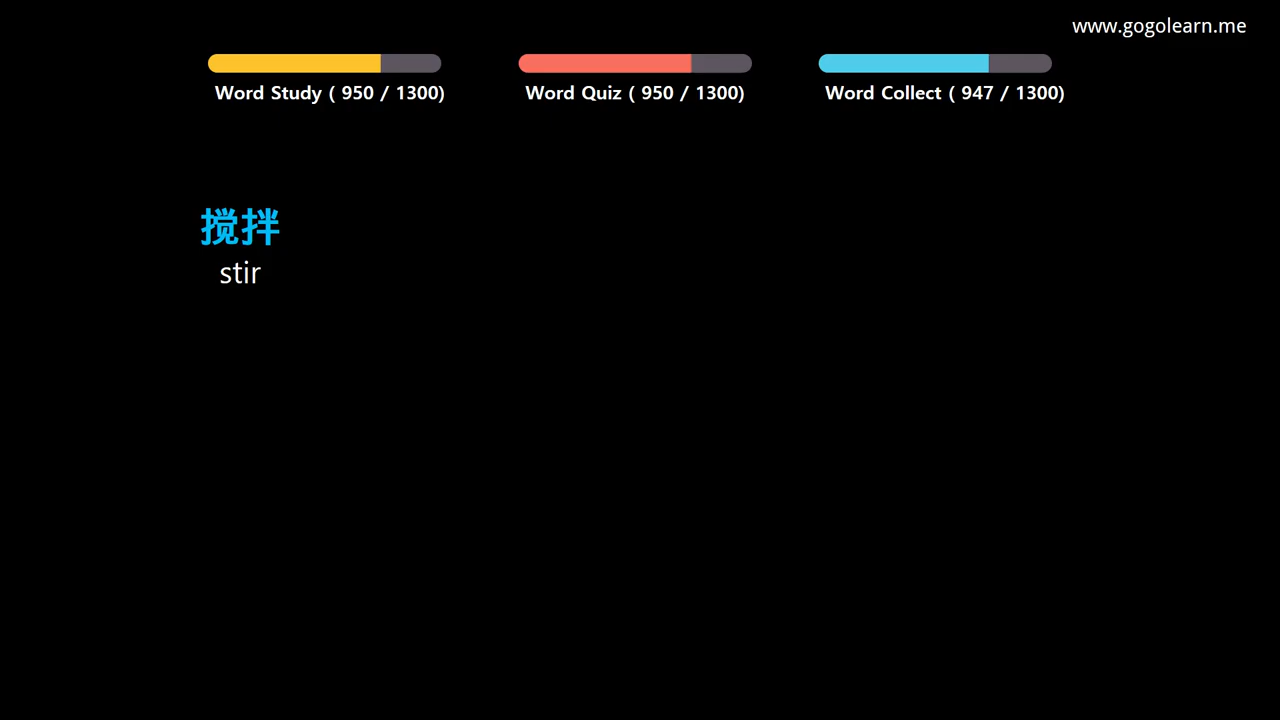 www.gogolearn.me
Word Study ( 950 / 1300)
Word Quiz ( 950 / 1300)
Word Collect ( 947 / 1300)
搅拌
stir